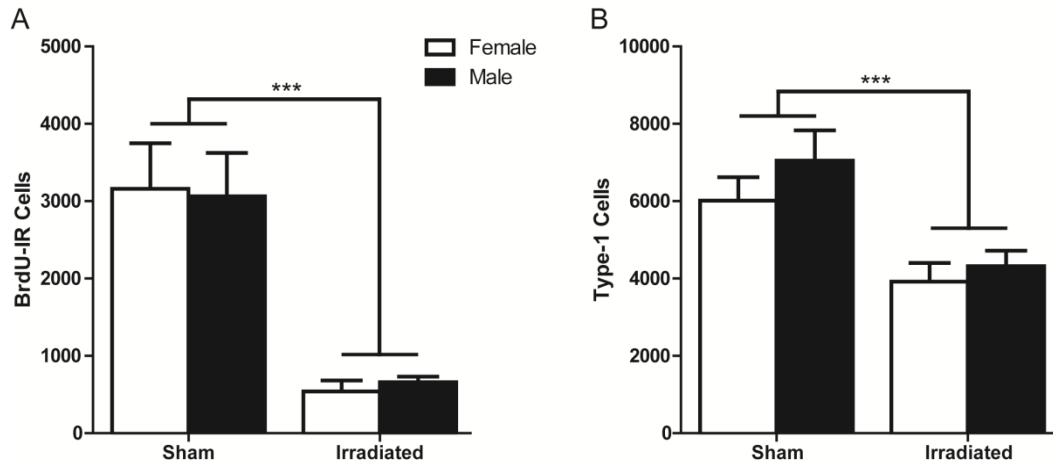 A
BrdU-IR Cells
5000
4000
3000
2000
1000
0
***
Sham
Irradiated
Female
Male
B
Type-1 Cells
10000
8000
6000
4000
2000
0
***
Sham
Irradiated